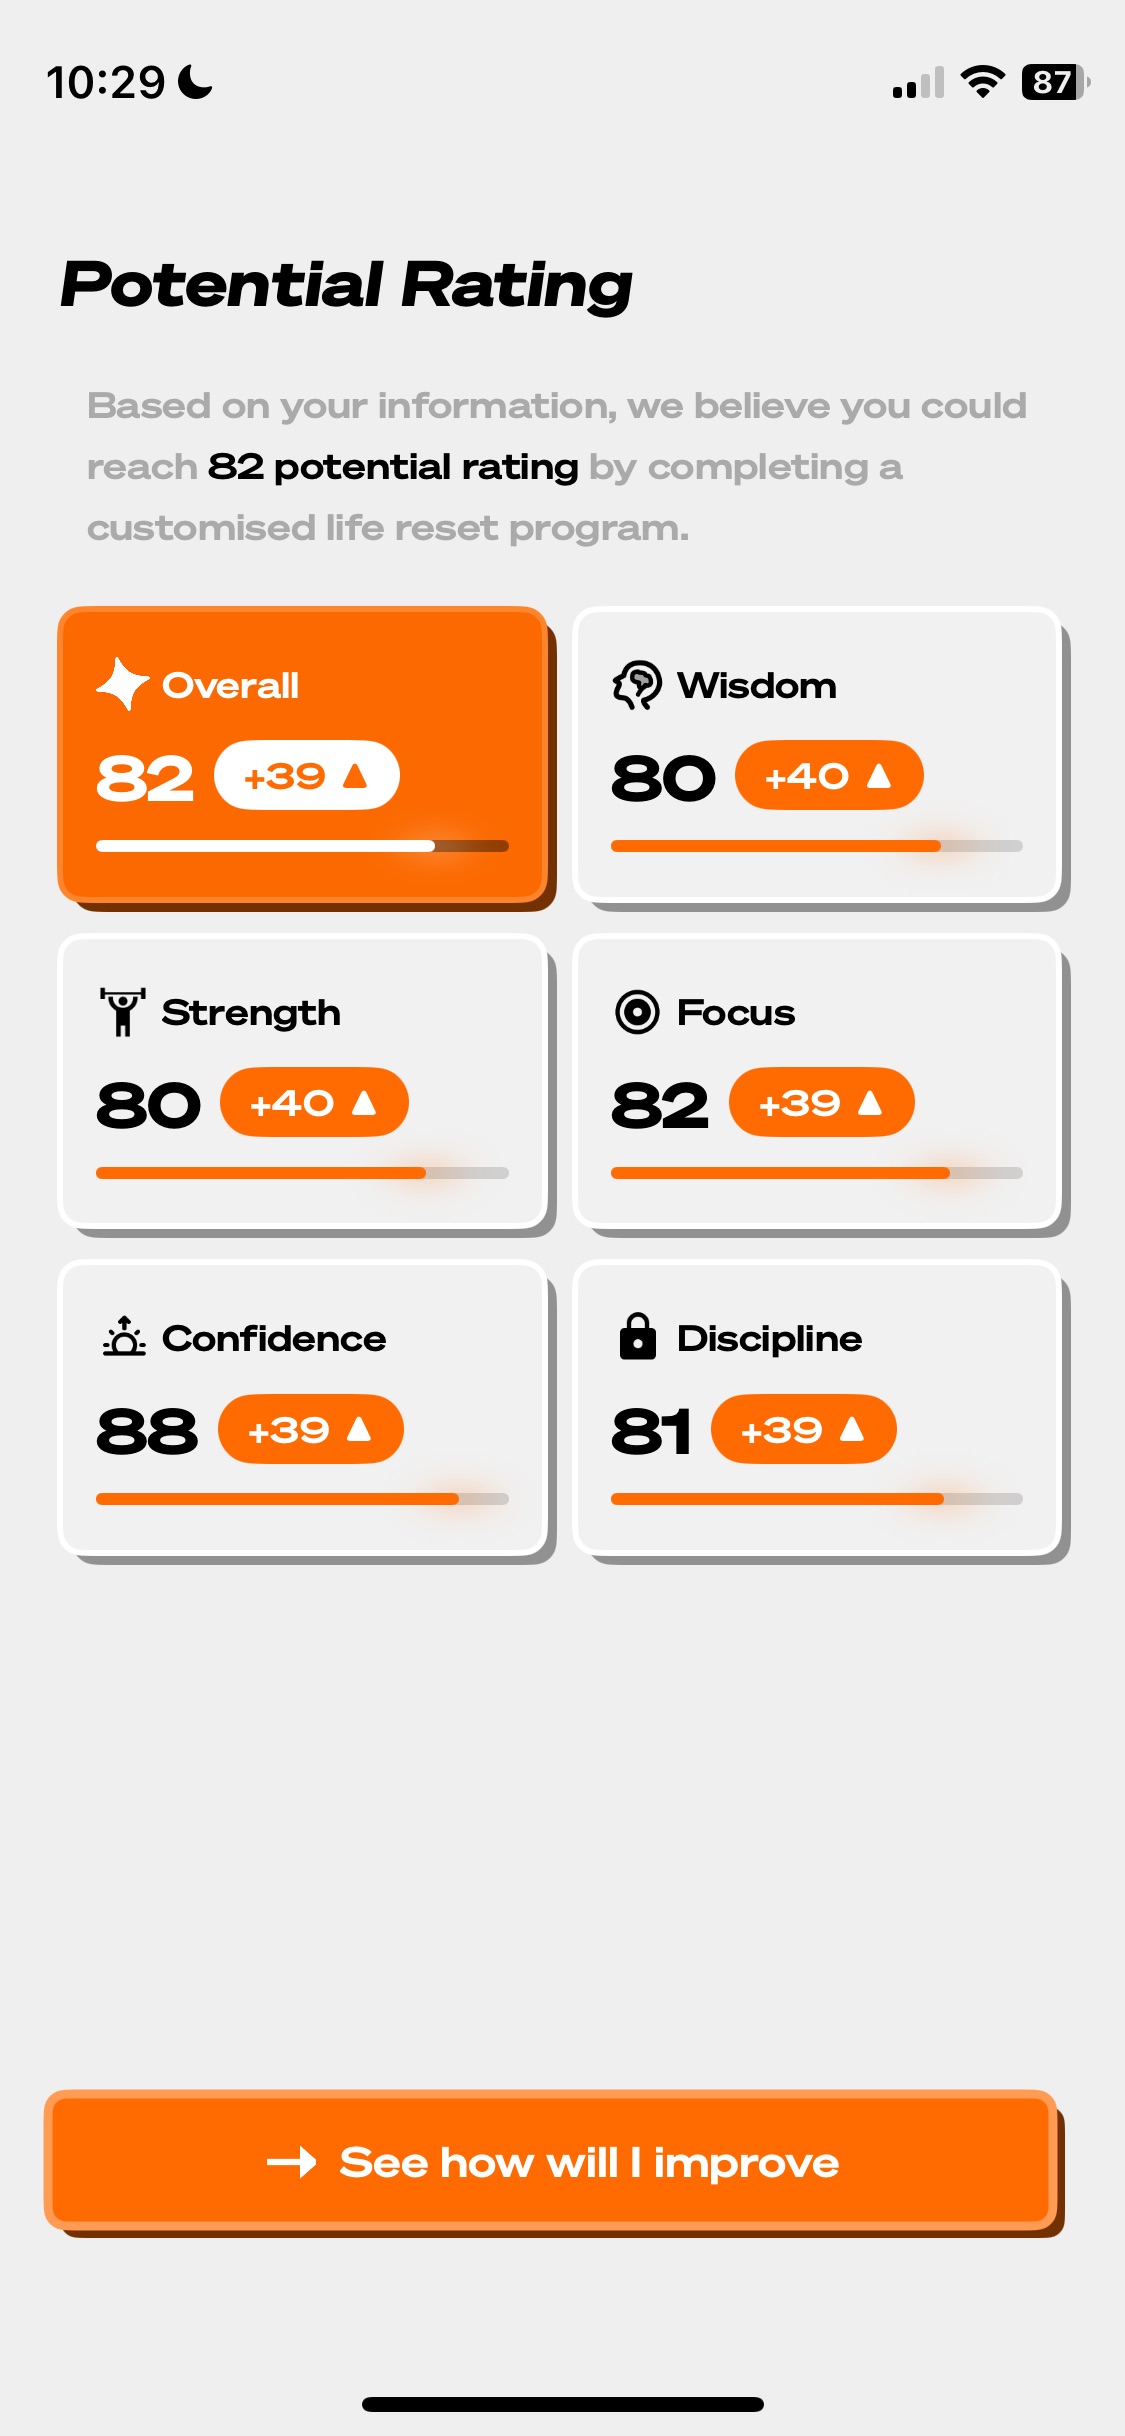 10:29
87
Potential Rating
Based on your information, we believe you could
reach 82 potential rating by completing a
customised life reset program.
Overall
82 +39
Wisdom
80 +40
Strength
80 +40
Focus
82 +39
Confidence
88 +39
Discipline
81 +39
See how will I improve